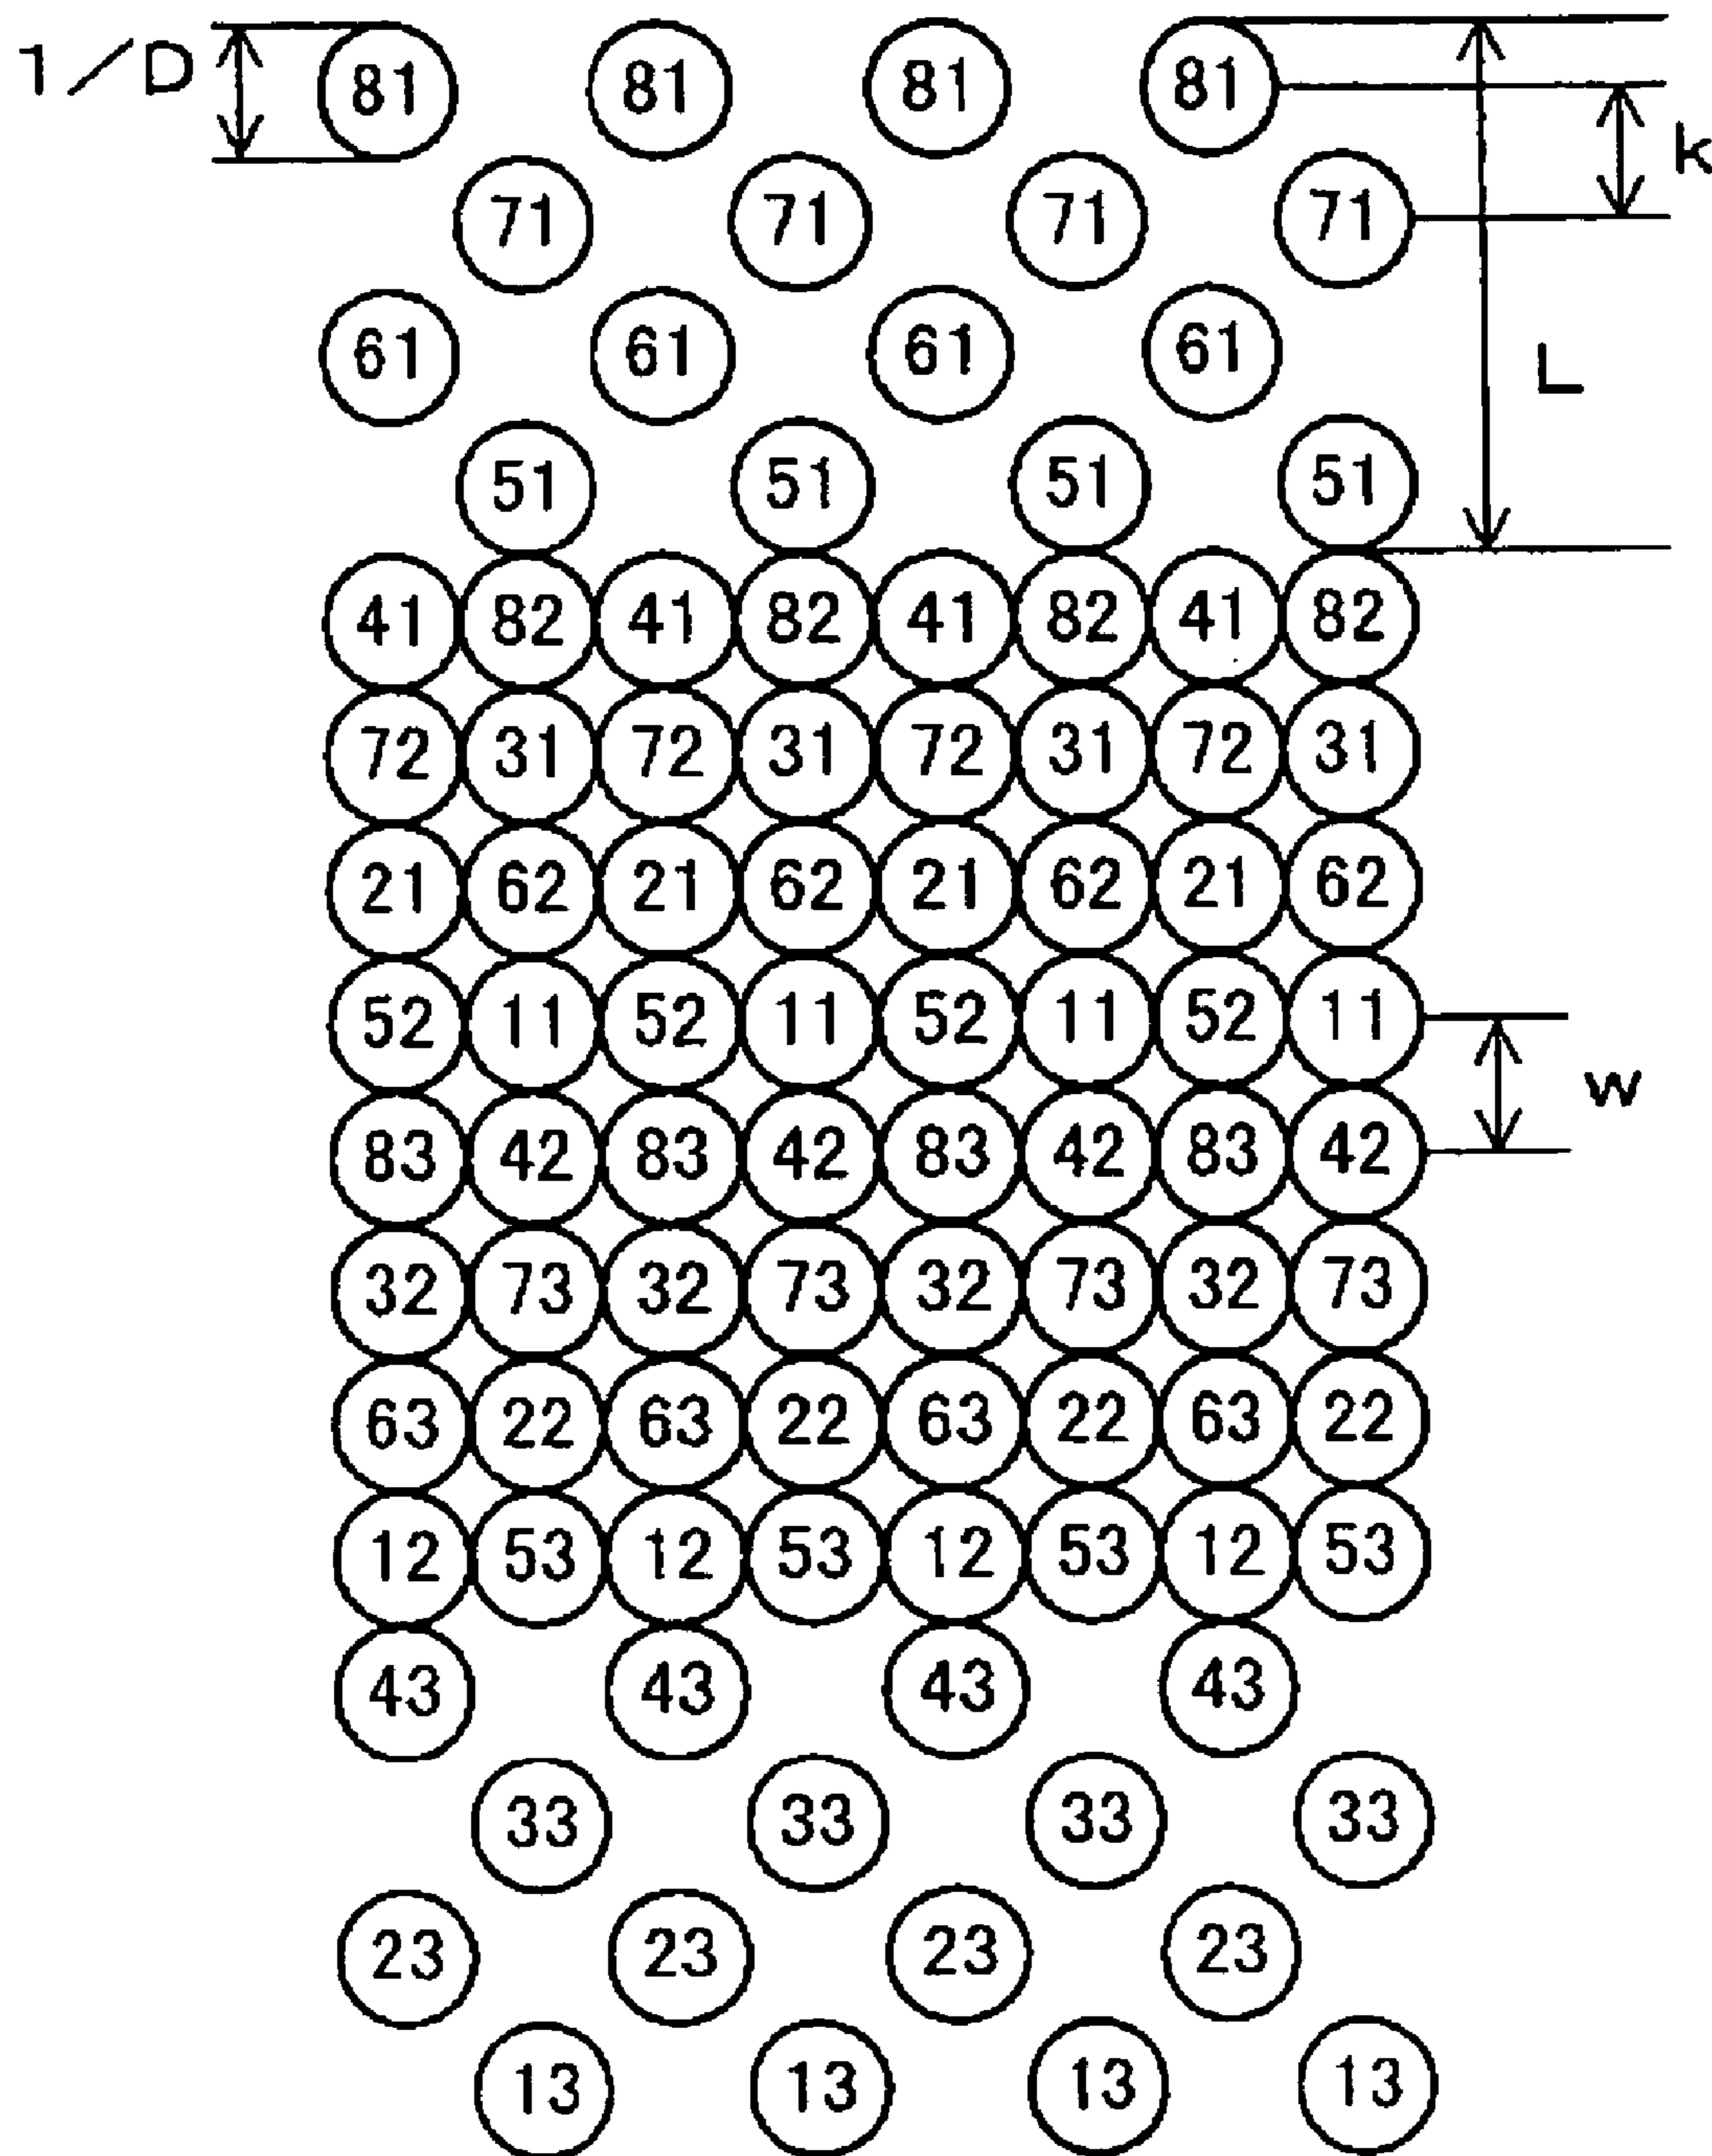 1/D 81 81 81 81
k
71 71 71 71
61 61 61 61
L
51 51 51 51
41 82 41 82 41 82 41 82
72 31 72 31 72 31 72 31
21 62 21 62 21 62 21 62
52 11 52 11 52 11 52 11
w
83 42 83 42 83 42 83 42
32 73 32 73 32 73 32 73
63 22 63 22 63 22 63 22
12 53 12 53 12 53 12 53
43 43 43 43
33 33 33 33
23 23 23 23
13 13 13 13